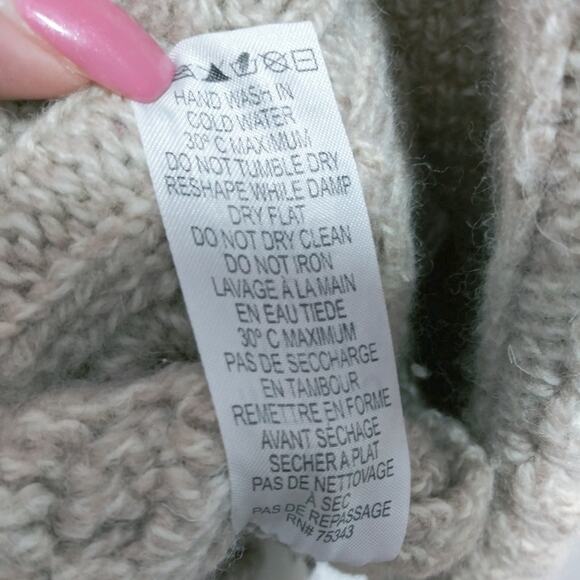 HAND WASH IN
COLD WATER
30° C MAXIMUM
DO NOT TUMBLE DRY
RESHAPE WHILE DAMP
DRY FLAT
DO NOT DRY CLEAN
DO NOT IRON
LAVAGE À LA MAIN
EN EAU TIEDE
30° C MAXIMUM
PAS DE SECCHARGE
EN TAMBOUR
REMETTRE EN FORME
AVANT SÈCHAGE
SECHER A PLAT
PAS DE NETTOYAGE
À SEC
PAS DE REPASSAGE
RN# 75343